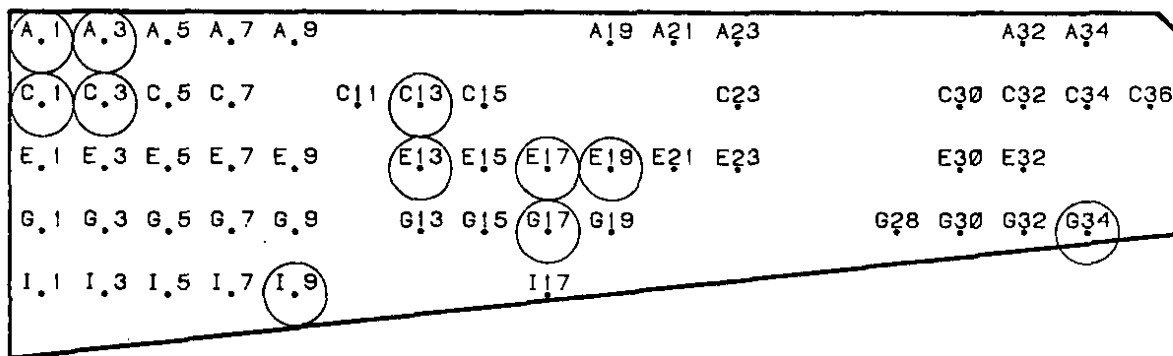 A.1 A.3 A.5 A.7 A.9 A19 A21 A23 A32 A34
C.1 C.3 C.5 C.7 C11 C13 C15 C23 C30 C32 C34 C36
E.1 E.3 E.5 E.7 E.9 E13 E15 E17 E19 E21 E23 E30 E32
G.1 G.3 G.5 G.7 G.9 G13 G15 G17 G19 G28 G30 G32 G34
I.1 I.3 I.5 I.7 I.9 I17